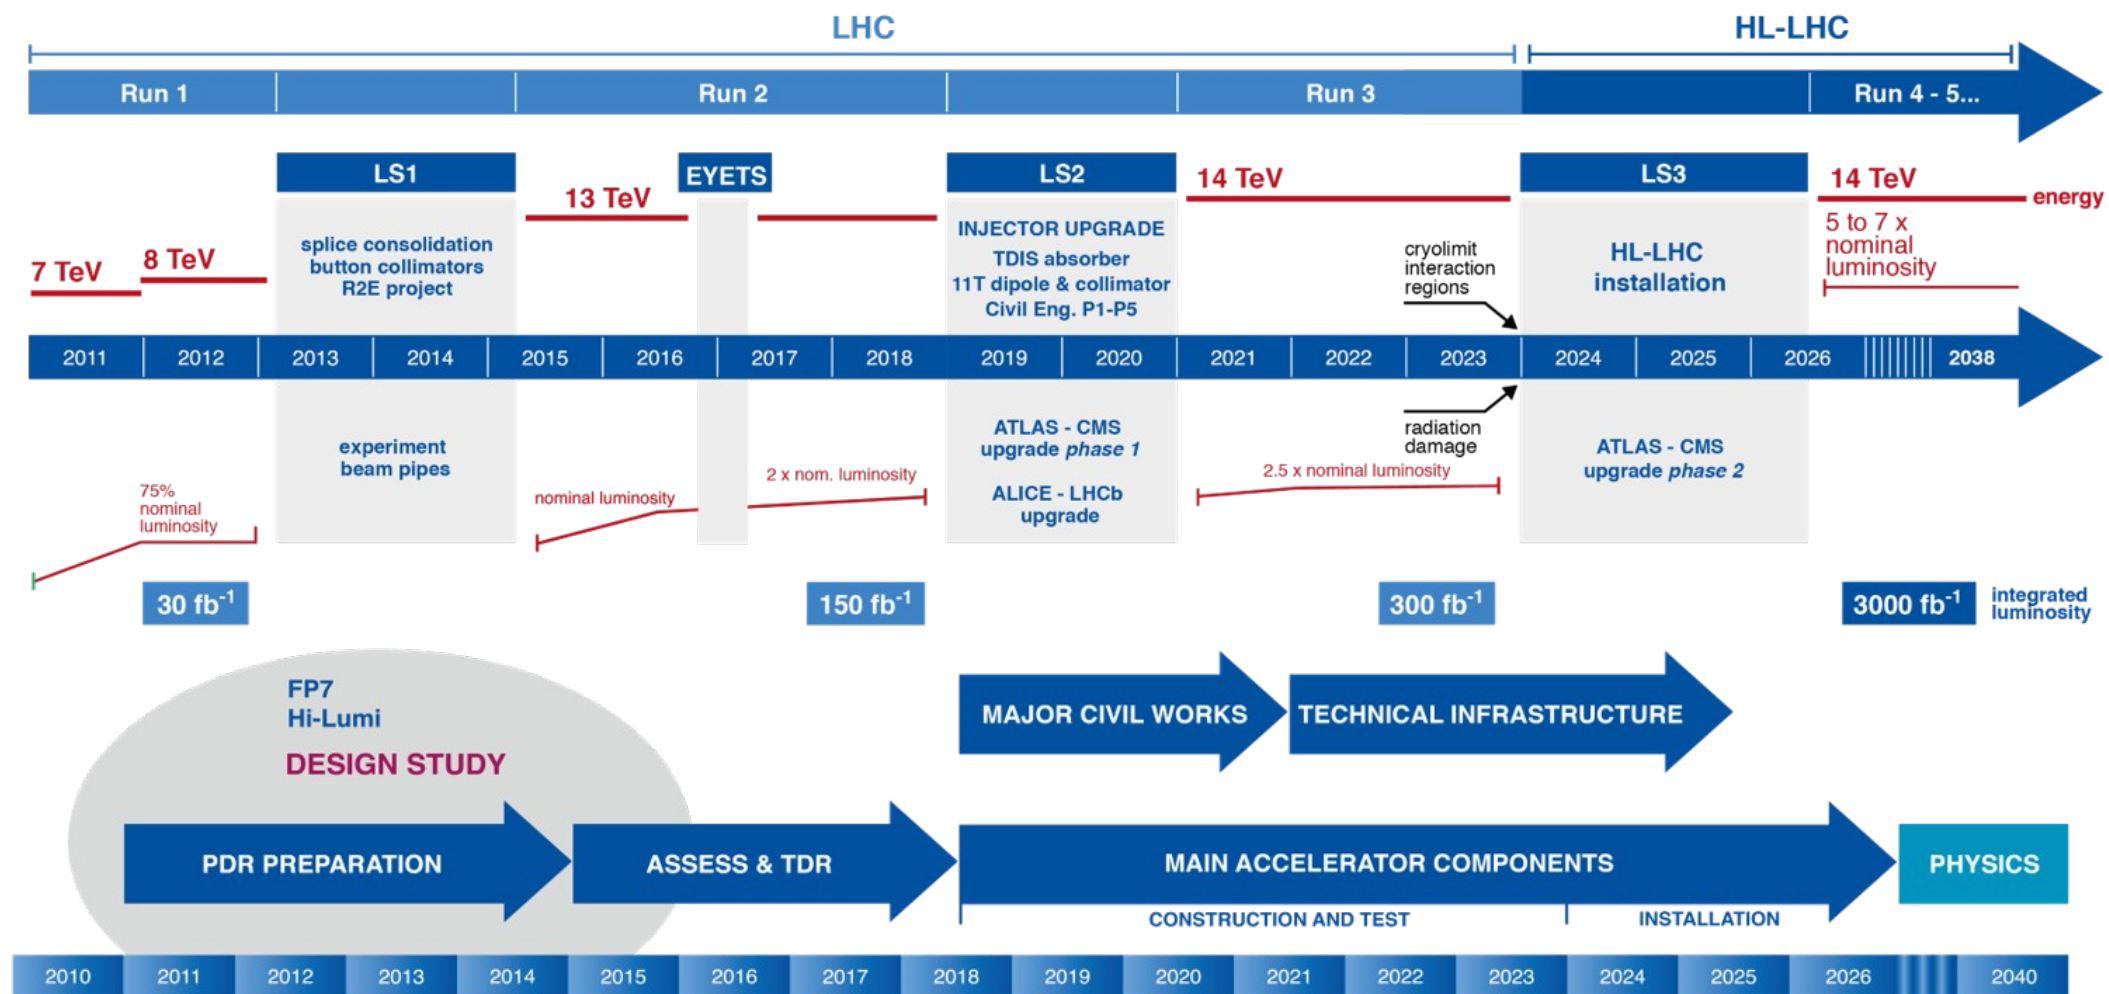 LHC
HL-LHC
Run 1
Run 2
Run 3
Run 4 - 5...
LS1
EYETS
LS2
LS3
7 TeV
8 TeV
13 TeV
14 TeV
14 TeV
energy
splice consolidation
button collimators
R2E project
INJECTOR UPGRADE
TDIS absorber
11T dipole & collimator
Civil Eng. P1-P5
cryolimit
interaction
regions
HL-LHC
installation
5 to 7 x
nominal
luminosity
2011 2012 2013 2014 2015 2016 2017 2018 2019 2020 2021 2022 2023 2024 2025 2026 2038
75%
nominal
luminosity
experiment
beam pipes
nominal luminosity
2 x nom. luminosity
ATLAS - CMS
upgrade phase 1
ALICE - LHCb
upgrade
radiation
damage
2.5 x nominal luminosity
ATLAS - CMS
upgrade phase 2
30 fb-1
150 fb-1
300 fb-1
3000 fb-1
integrated
luminosity
FP7
Hi-Lumi
DESIGN STUDY
MAJOR CIVIL WORKS
TECHNICAL INFRASTRUCTURE
PDR PREPARATION
ASSESS & TDR
MAIN ACCELERATOR COMPONENTS
PHYSICS
CONSTRUCTION AND TEST
INSTALLATION
2010 2011 2012 2013 2014 2015 2016 2017 2018 2019 2020 2021 2022 2023 2024 2025 2026 2040